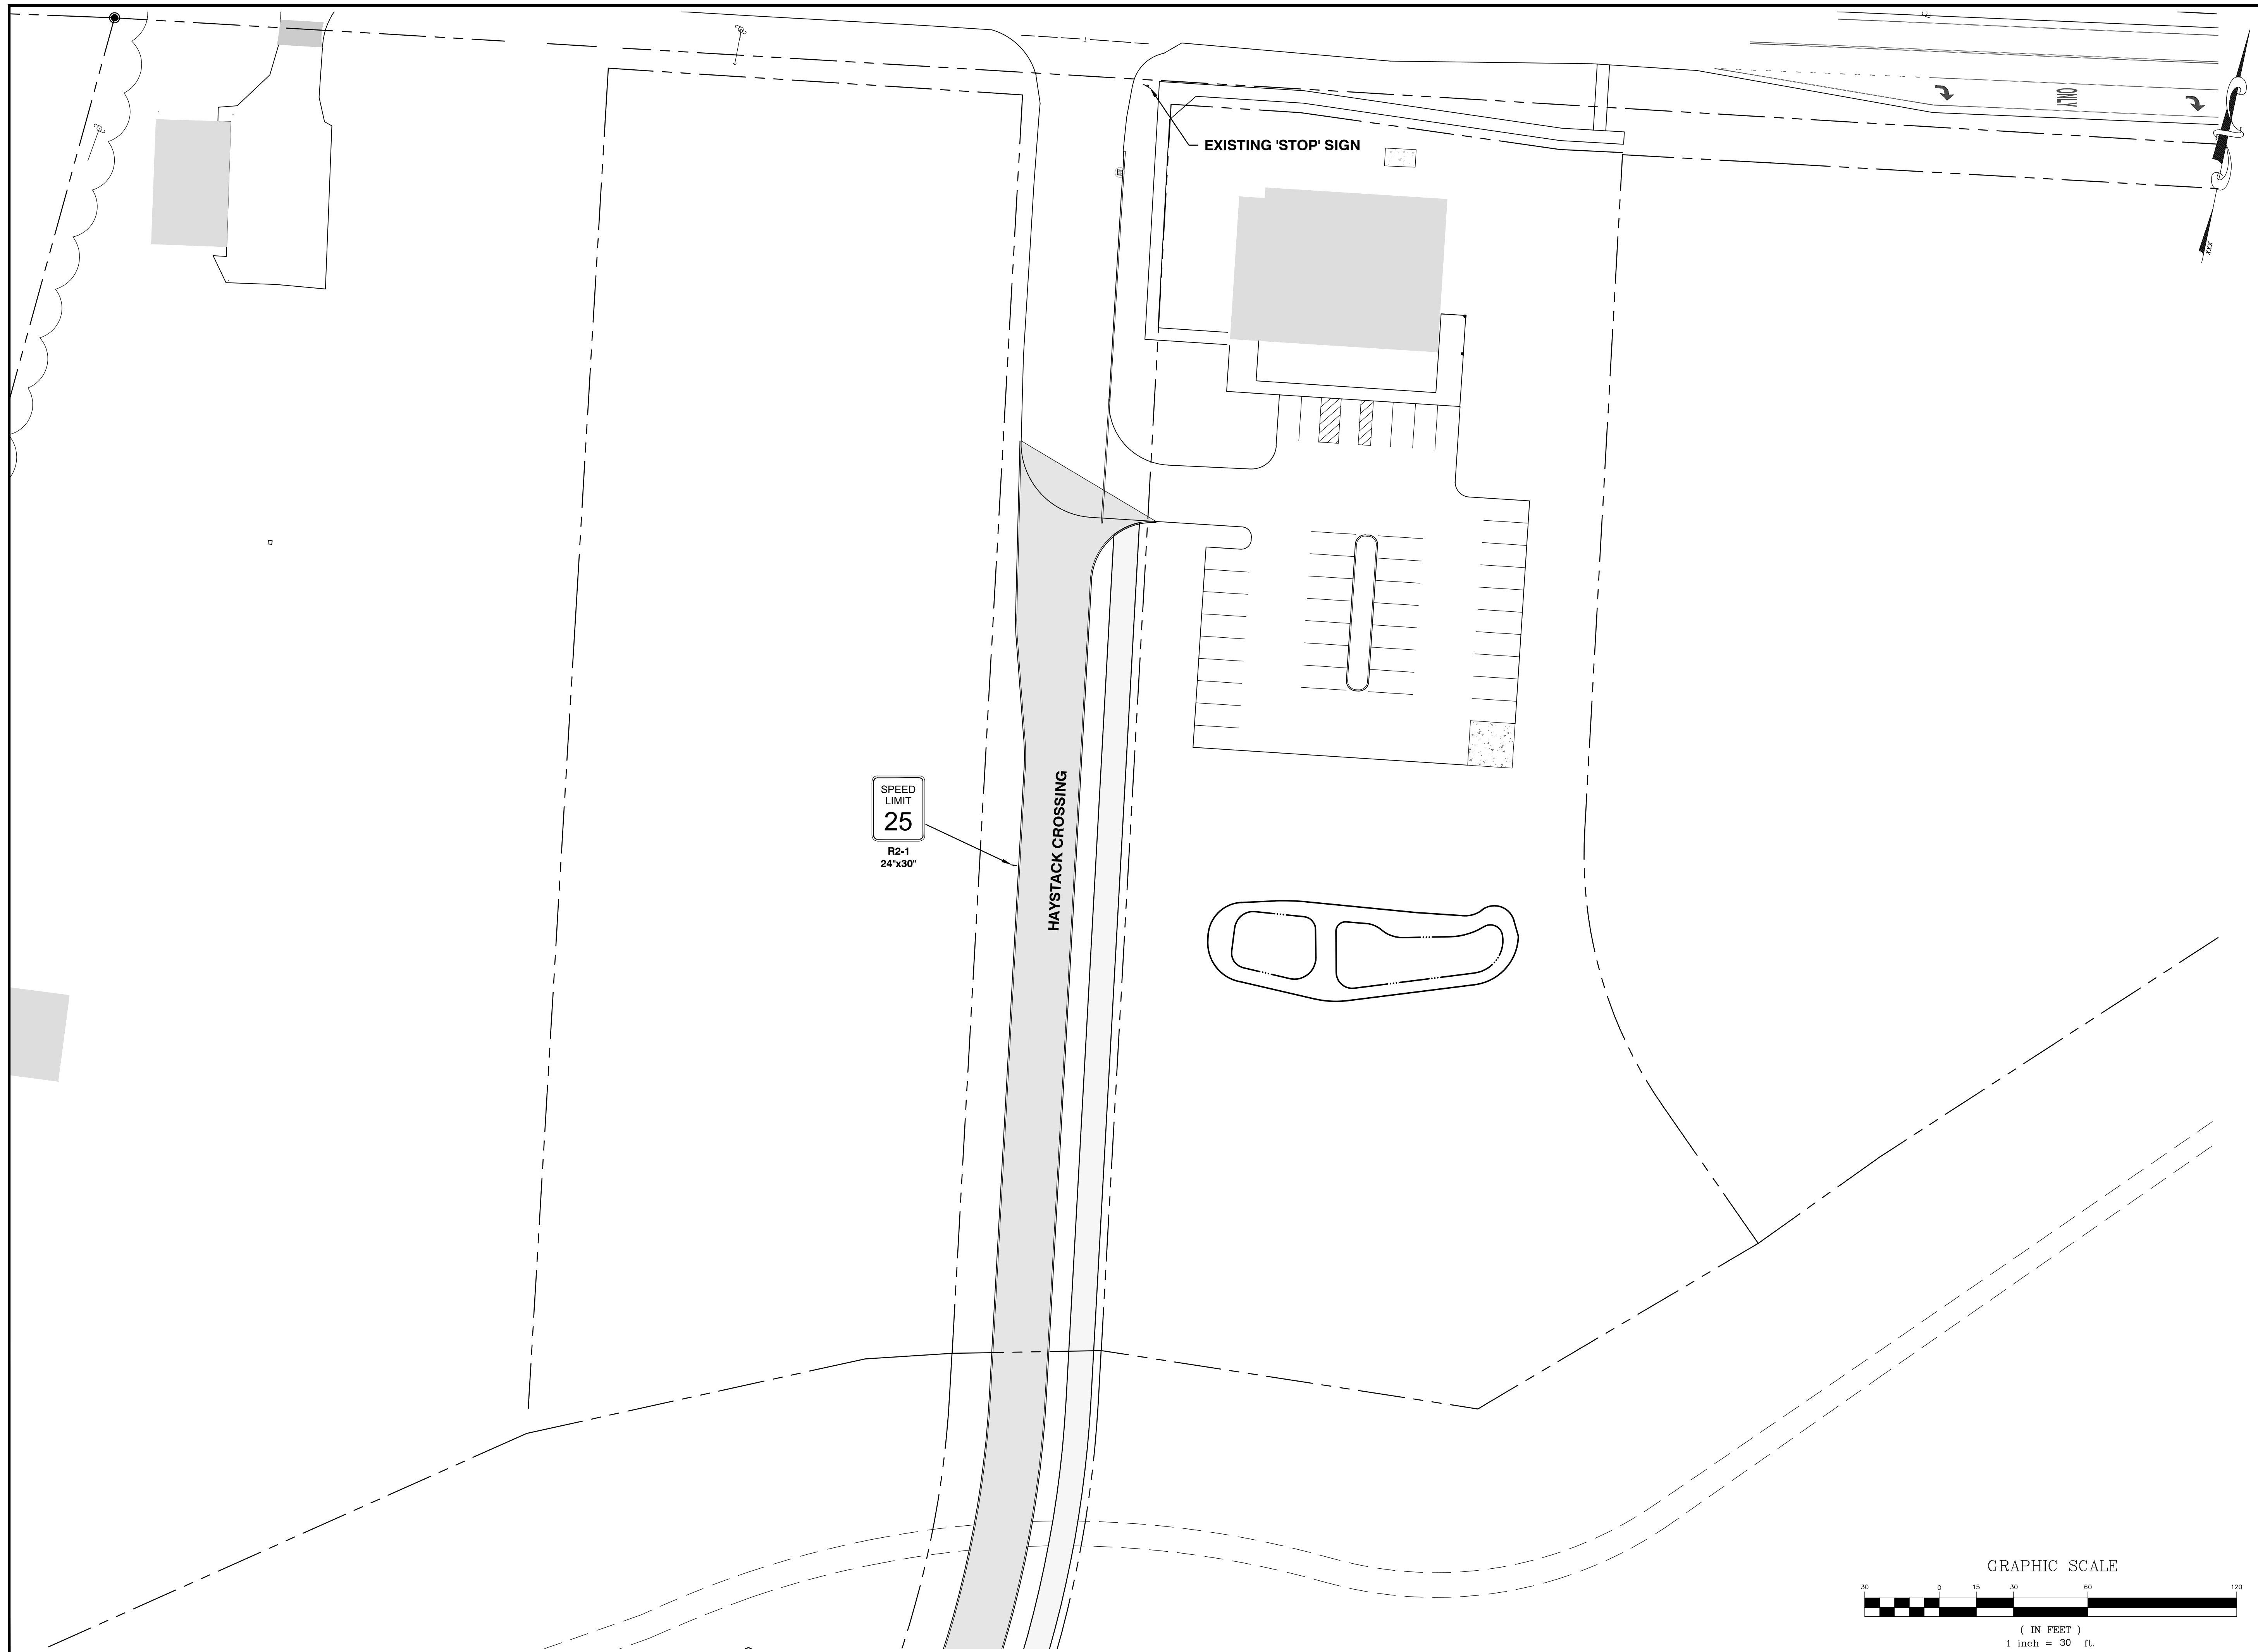 ONLY
EXISTING 'STOP' SIGN
XXX
SPEED
LIMIT
25
R2-1
24"x30"
HAYSTACK CROSSING
GRAPHIC SCALE
30 0 15 30 60 120
( IN FEET )
1 inch = 30 ft.